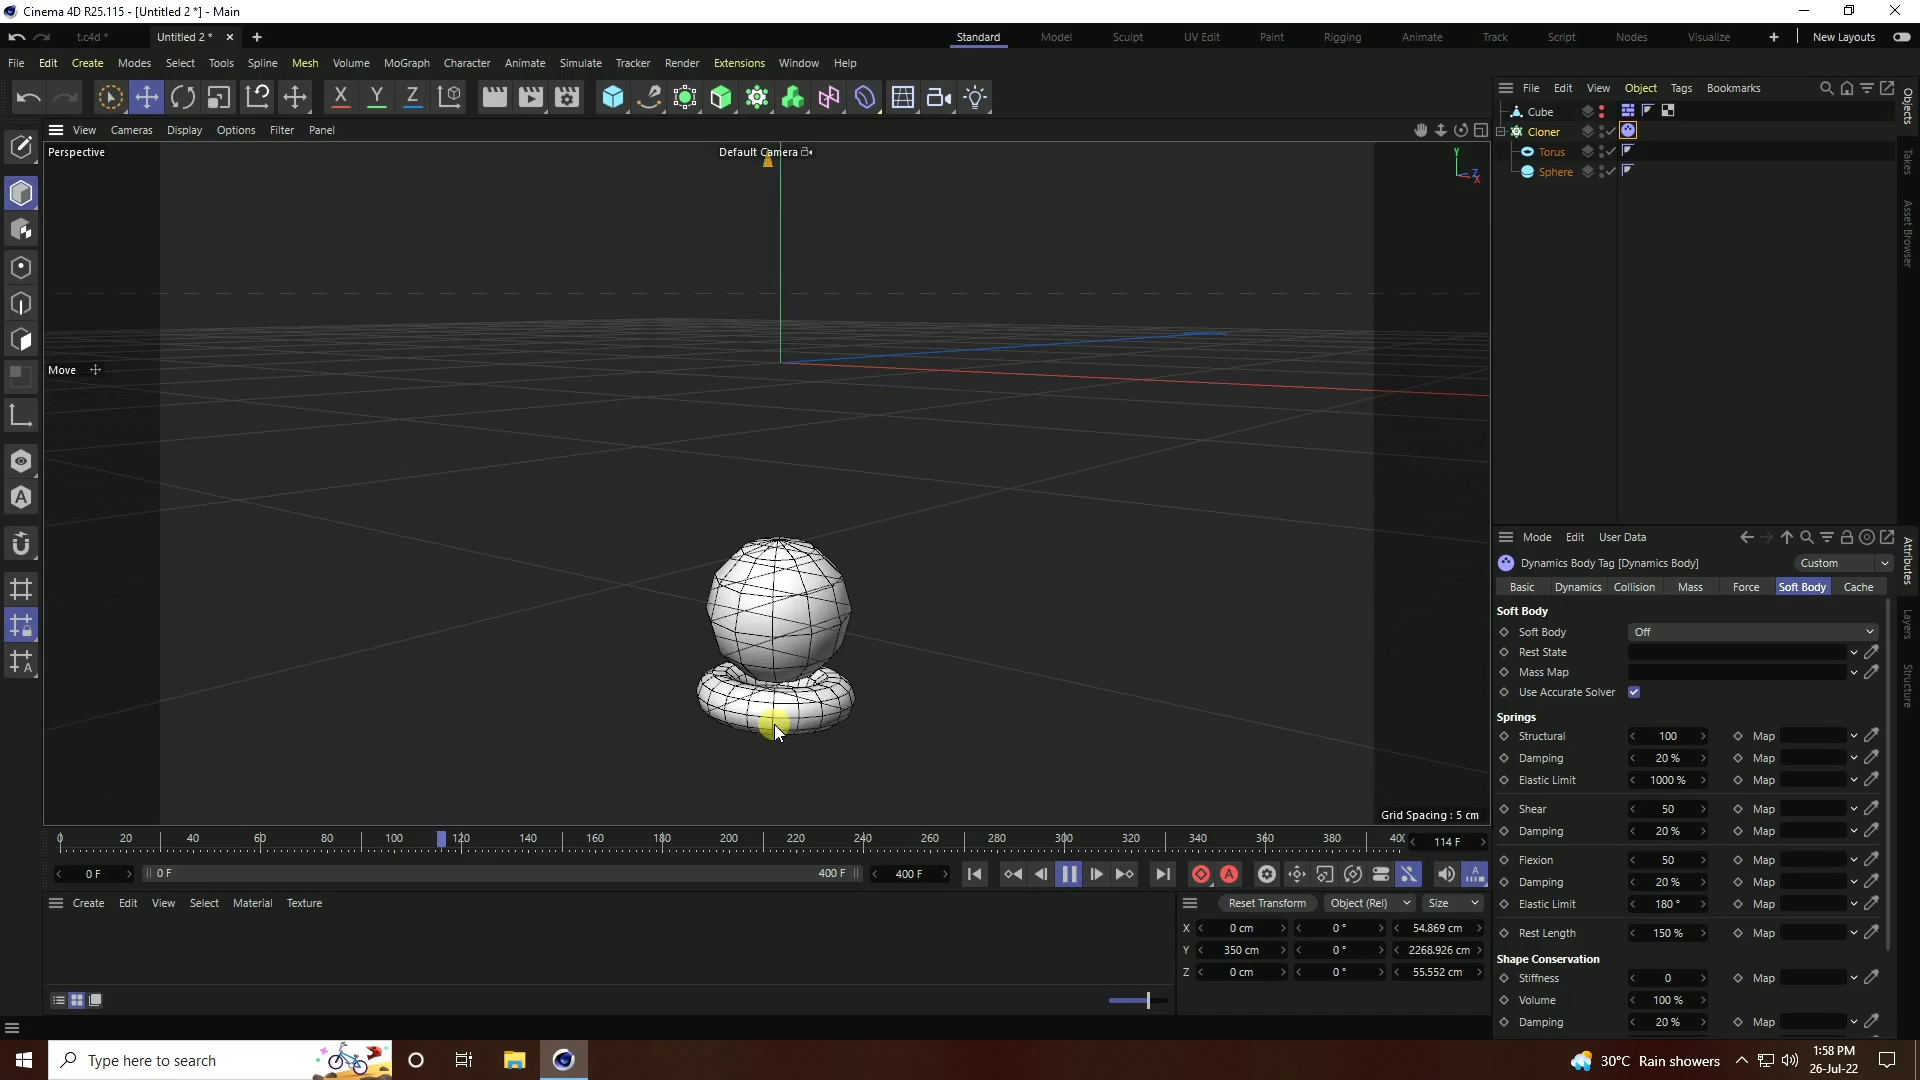 Cinema 4D R25.115 - [Untitled 2 *] - Main
t.c4d *
Untitled 2 *
Standard
Model
Sculpt
UV Edit
Paint
Rigging
Animate
Track
Script
Nodes
Visualize
New Layouts
File Edit Create Modes Select Tools Spline Mesh Volume MoGraph Character Animate Simulate Tracker Render Extensions Window Help
X Y Z
File Edit View Object Tags Bookmarks
Cube
Cloner
Torus
Sphere
Objects
Takes
Asset Browser
View Cameras Display Options Filter Panel
Perspective
Default Camera
Y
Z
X
Move
Grid Spacing : 5 cm
Mode Edit User Data
Dynamics Body Tag [Dynamics Body]
Custom
Basic Dynamics Collision Mass Force Soft Body Cache
Soft Body
Soft Body Off
Rest State
Mass Map
Use Accurate Solver
Springs
Structural 100 Map
Damping 20 % Map
Elastic Limit 1000 % Map
Shear 50 Map
Damping 20 % Map
Flexion 50 Map
Damping 20 % Map
Elastic Limit 180 ° Map
Rest Length 150 % Map
Shape Conservation
Stiffness 0 Map
Volume 100 %
Damping 20 % Map
Attributes
Layers
Structure
0 20 40 60 80 100 120 140 160 180 200 220 240 260 280 300 320 340 360 380 40
114 F
0 F
0 F
400 F
400 F
Create Edit View Select Material Texture
Reset Transform
Object (Rel)
Size
X 0 cm 0 ° 54.869 cm
Y 350 cm 0 ° 2268.926 cm
Z 0 cm 0 ° 55.552 cm
Type here to search
30°C Rain showers
1:58 PM
26-Jul-22